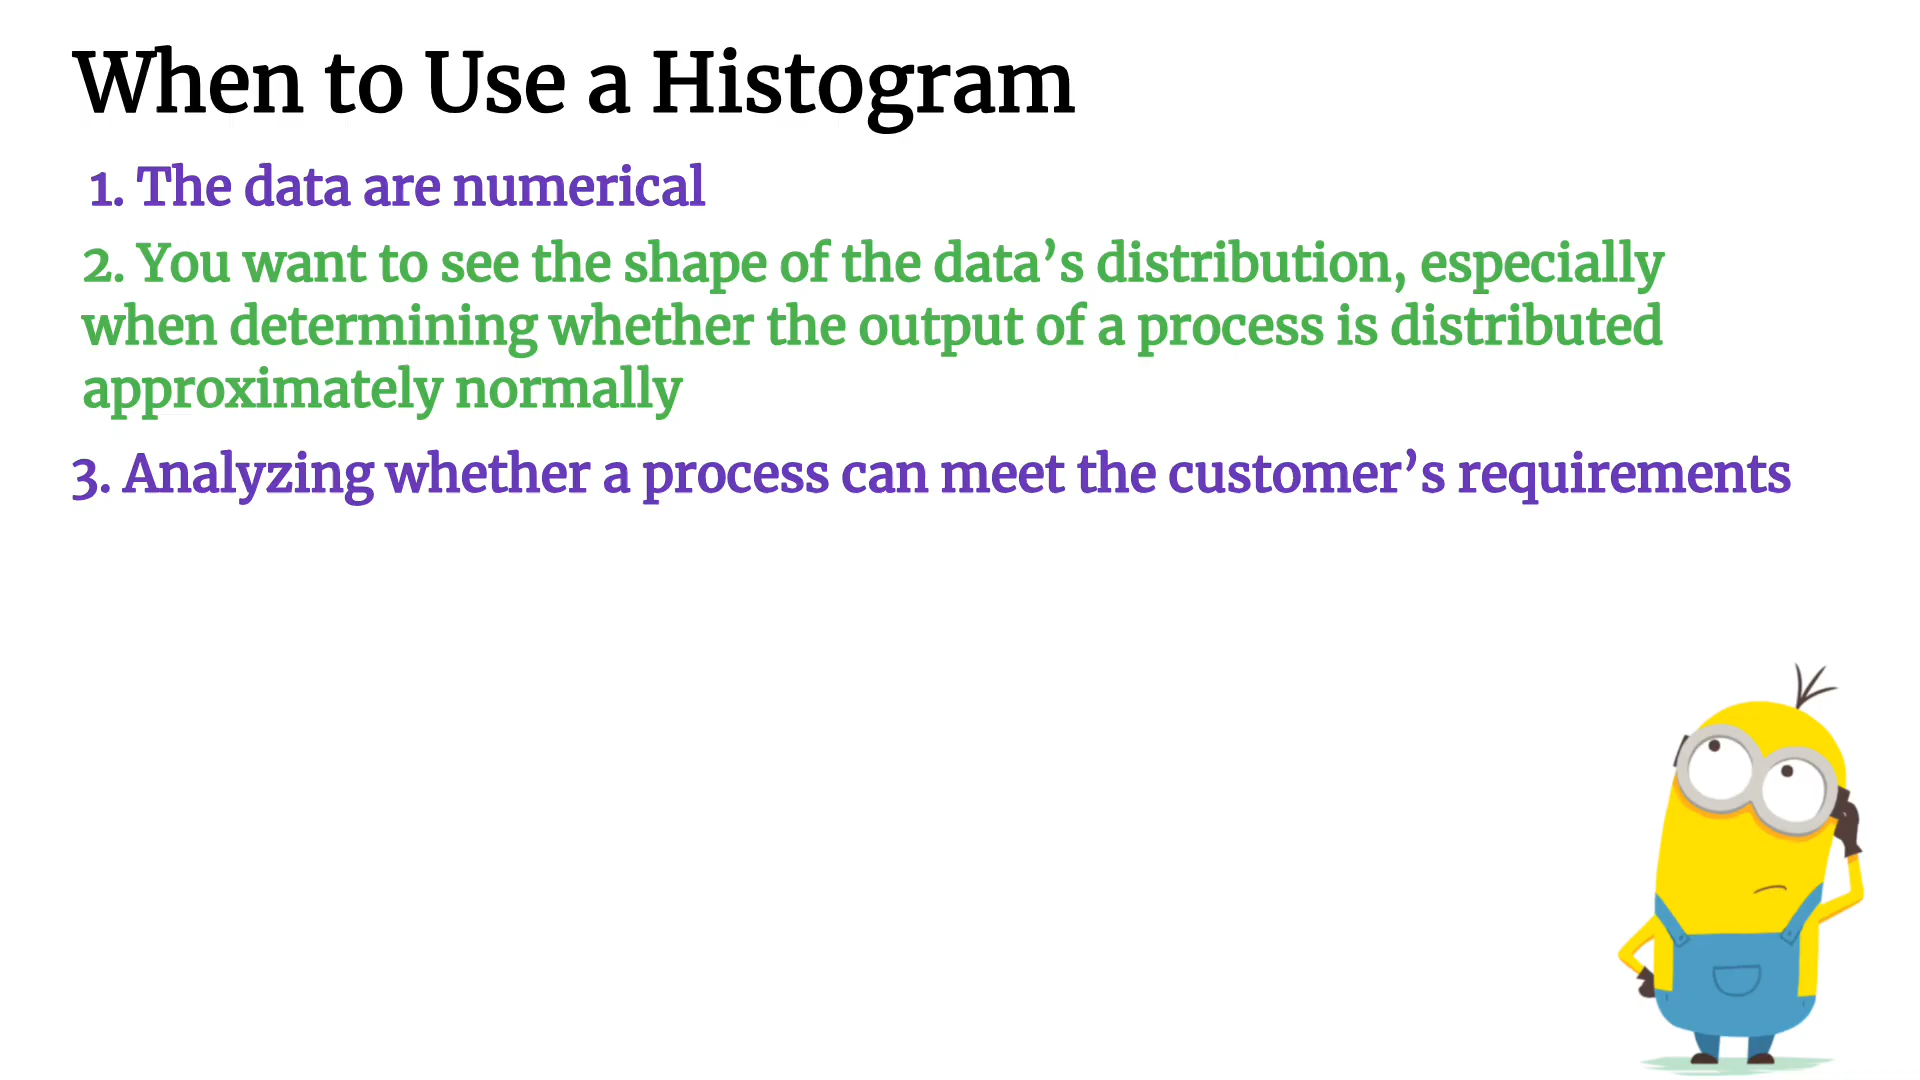 When to Use a Histogram
1. The data are numerical
2. You want to see the shape of the data’s distribution, especially
when determining whether the output of a process is distributed
approximately normally
3. Analyzing whether a process can meet the customer’s requirements